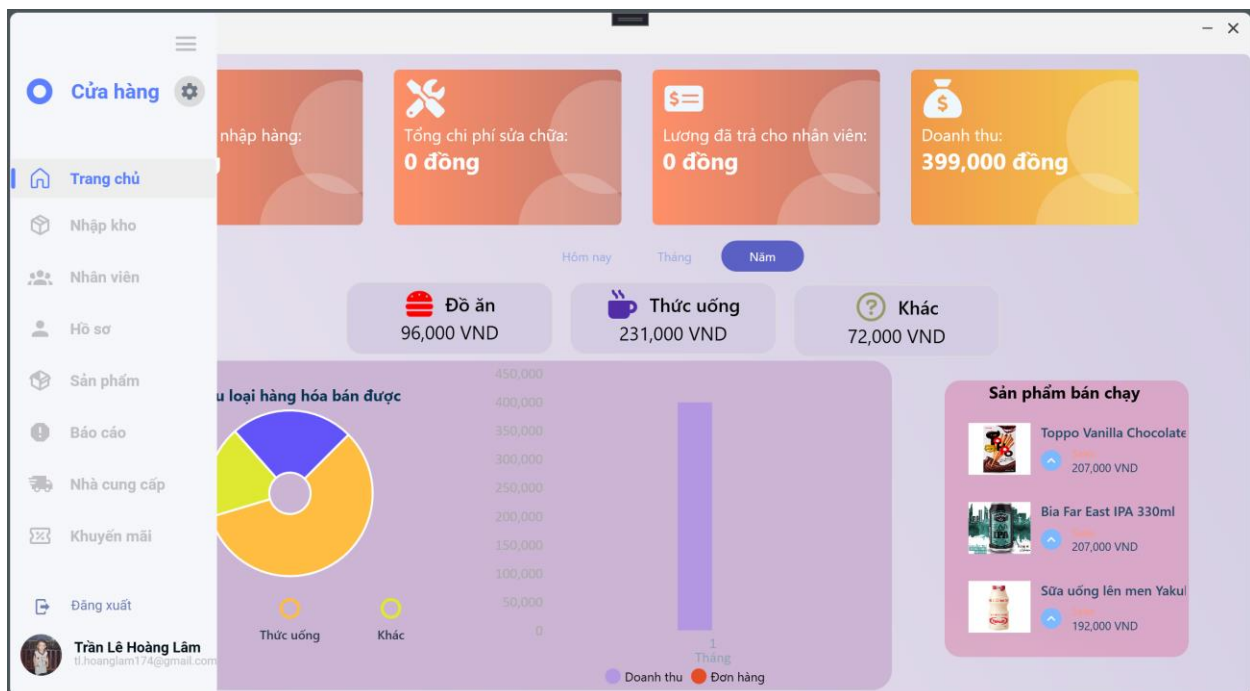 Cửa hàng
Trang chủ
Nhập kho
Nhân viên
Hồ sơ
Sản phẩm
Báo cáo
Nhà cung cấp
Khuyến mãi
Đăng xuất
Trần Lê Hoàng Lâm
tl.hoanglam174@gmail.com
nhập hàng:
Tổng chi phí sửa chữa:
0 đồng
Lương đã trả cho nhân viên:
0 đồng
Doanh thu:
399,000 đồng
Hôm nay
Tháng
Năm
Đồ ăn
96,000 VND
Thức uống
231,000 VND
Khác
72,000 VND
loại hàng hóa bán được
Thức uống
Khác
450,000
400,000
350,000
300,000
250,000
200,000
150,000
100,000
50,000
0
1
Tháng
Doanh thu
Đơn hàng
Sản phẩm bán chạy
Toppo Vanilla Chocolate
207,000 VND
Bia Far East IPA 330ml
207,000 VND
Sữa uống lên men Yakul
192,000 VND